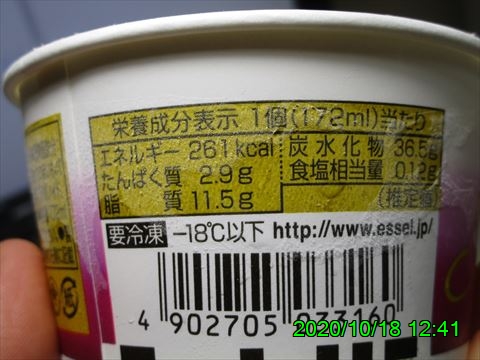 栄養成分表示 1個(172ml)当たり
エネルギー 261kcal 炭水化物 36.5g
たんぱく質 2.9g 食塩相当量 0.12g
脂質 11.5g (推定値)
要冷凍 -18℃以下 http://www.essel.jp/
4 902705 933160
2020/10/18 12:41